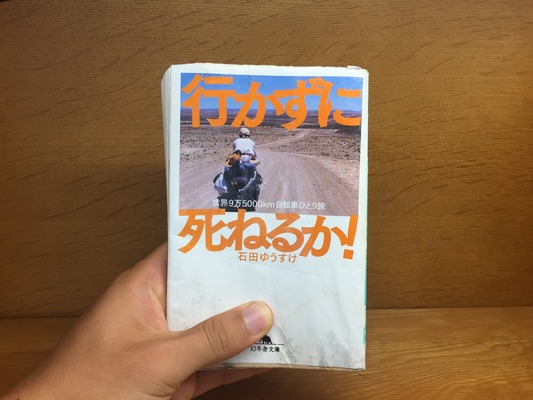 行かずに
世界9万5000km自転車ひとり旅
死ねるか!
石田ゆうすけ
幻冬舎文庫